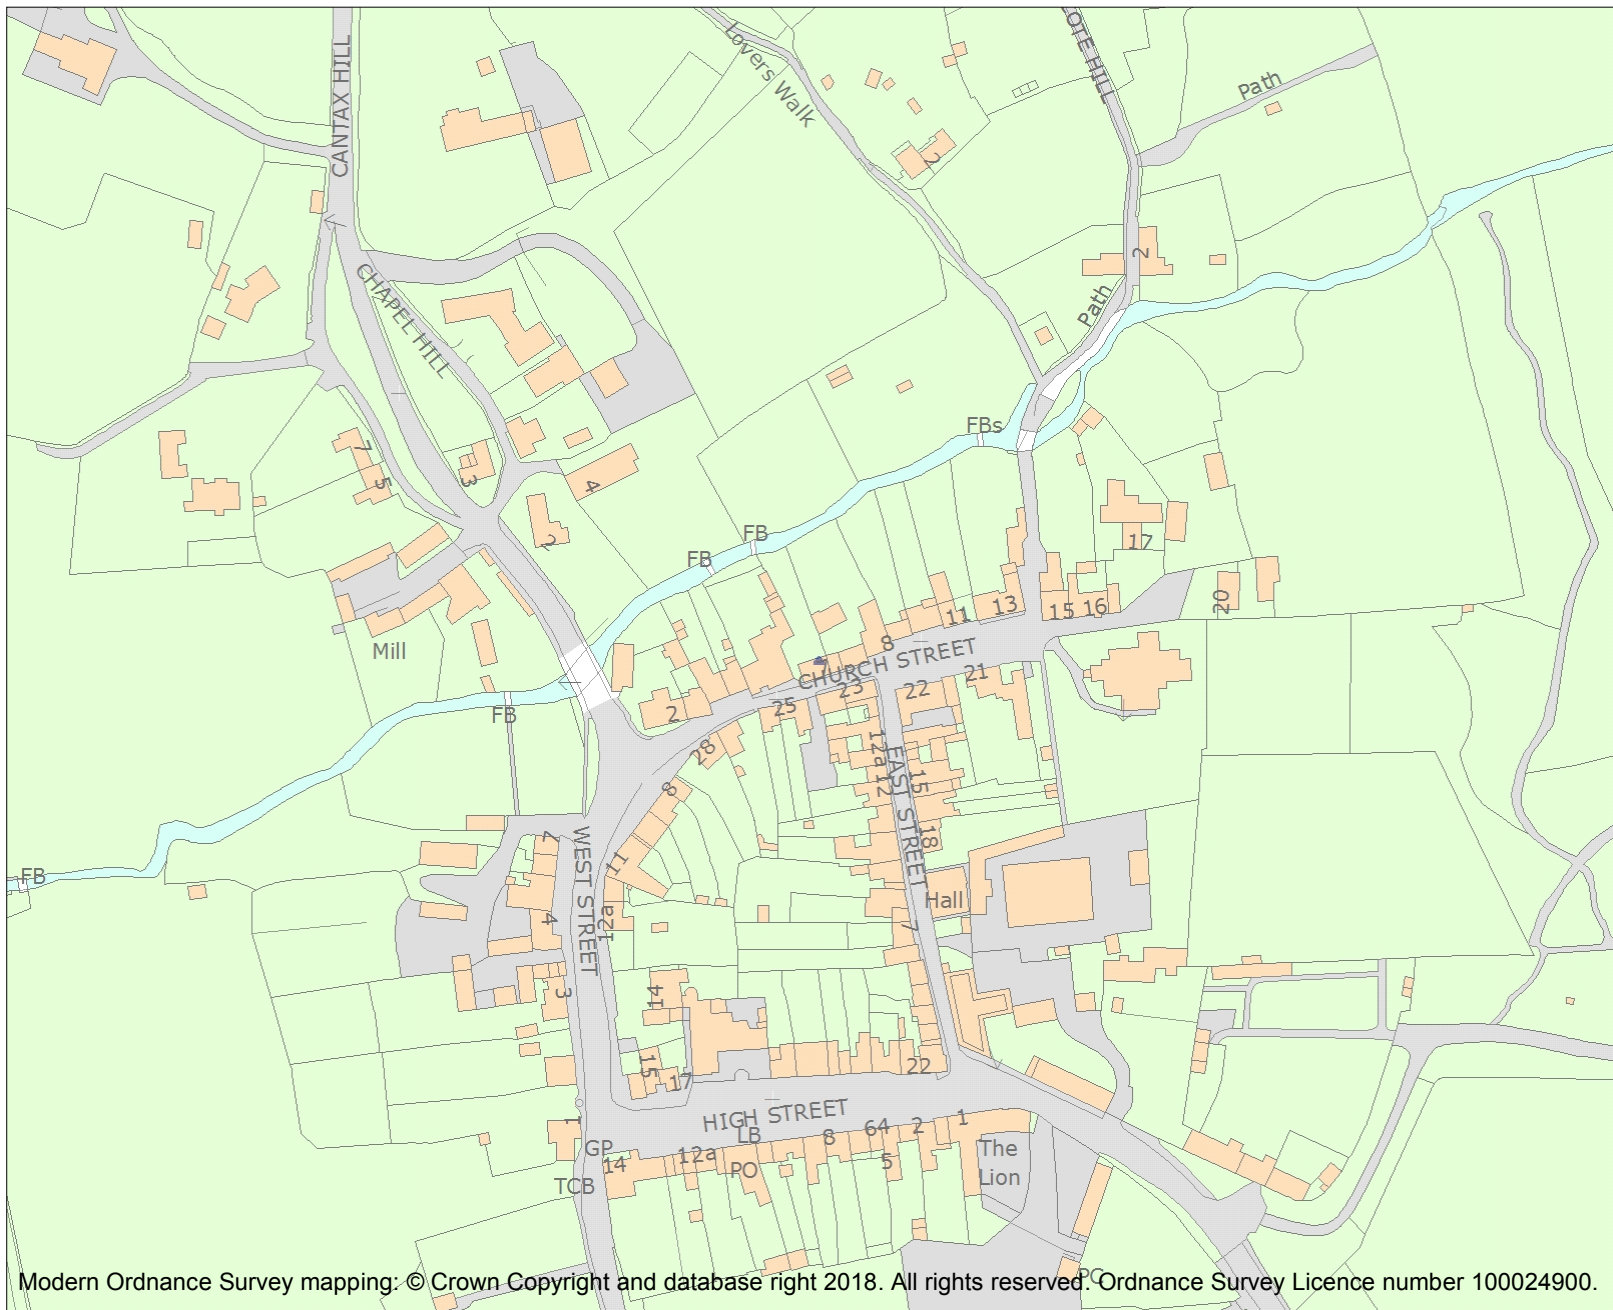 CANTAX HILL
Lovers Walk
OTE HILL
Path
2
CHAPEL HILL
2
Path
7
5
3
4
2
FBs
FB
FB
17
20
15
16
13
11
8
CHURCH STREET
21
22
23
25
2
28
Mill
FB
FB
12a
12
EAST STREET
15
18
Hall
7
8
11
12a
WEST STREET
4
3
14
15
17
22
HIGH STREET
LB
1
GP
14
TCB
12a
PO
8
64
5
2
1
The
Lion
PC
Modern Ordnance Survey mapping: © Crown Copyright and database right 2018. All rights reserved. Ordnance Survey Licence number 100024900.